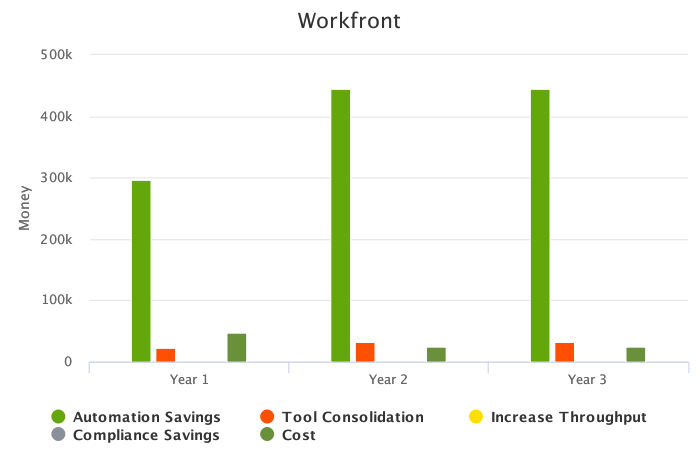 Workfront
500k
400k
300k
200k
100k
0
Money
Year 1
Year 2
Year 3
Automation Savings
Tool Consolidation
Increase Throughput
Compliance Savings
Cost